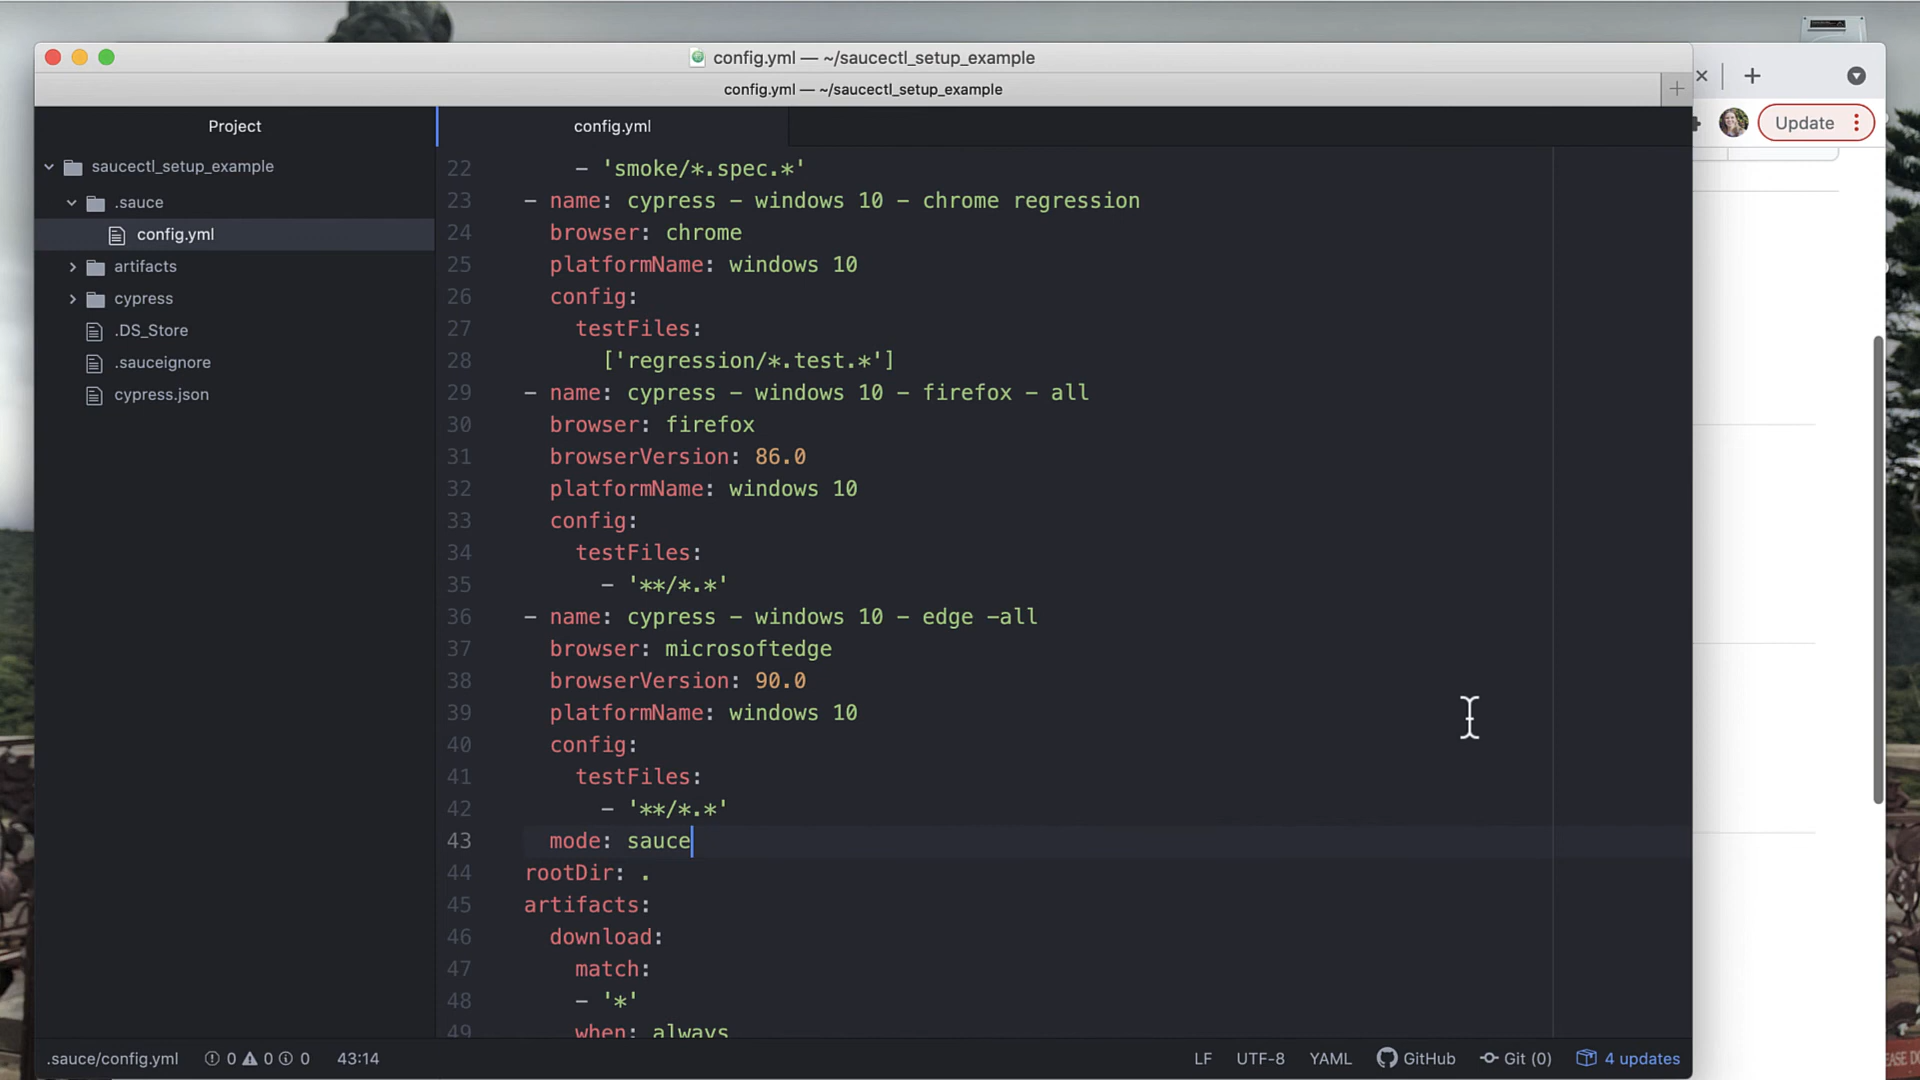 config.yml — ~/saucectl_setup_example
config.yml — ~/saucectl_setup_example
Update
Project
config.yml
saucectl_setup_example
.sauce
config.yml
artifacts
cypress
.DS_Store
.sauceignore
cypress.json
22 - 'smoke/*.spec.*'
23 - name: cypress - windows 10 - chrome regression
24 browser: chrome
25 platformName: windows 10
26 config:
27 testFiles:
28 ['regression/*.test.*']
29 - name: cypress - windows 10 - firefox - all
30 browser: firefox
31 browserVersion: 86.0
32 platformName: windows 10
33 config:
34 testFiles:
35 - '**/*.*'
36 - name: cypress - windows 10 - edge -all
37 browser: microsoftedge
38 browserVersion: 90.0
39 platformName: windows 10
40 config:
41 testFiles:
42 - '**/*.*'
43 mode: sauce
44 rootDir: .
45 artifacts:
46 download:
47 match:
48 - '*'
49 when: always
.sauce/config.yml 0 0 0 43:14 LF UTF-8 YAML GitHub Git (0) 4 updates